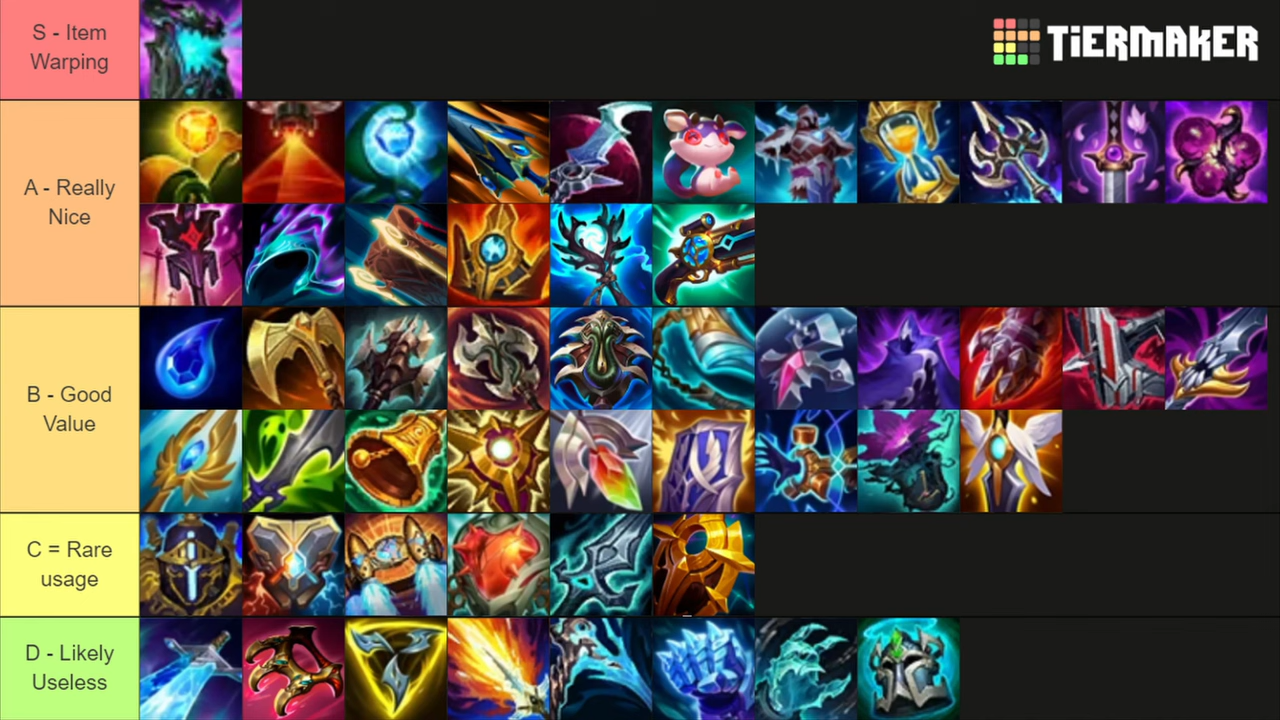 S - Item
Warping
TiERMAKER
A - Really
Nice
B - Good
Value
C = Rare
usage
D - Likely
Useless